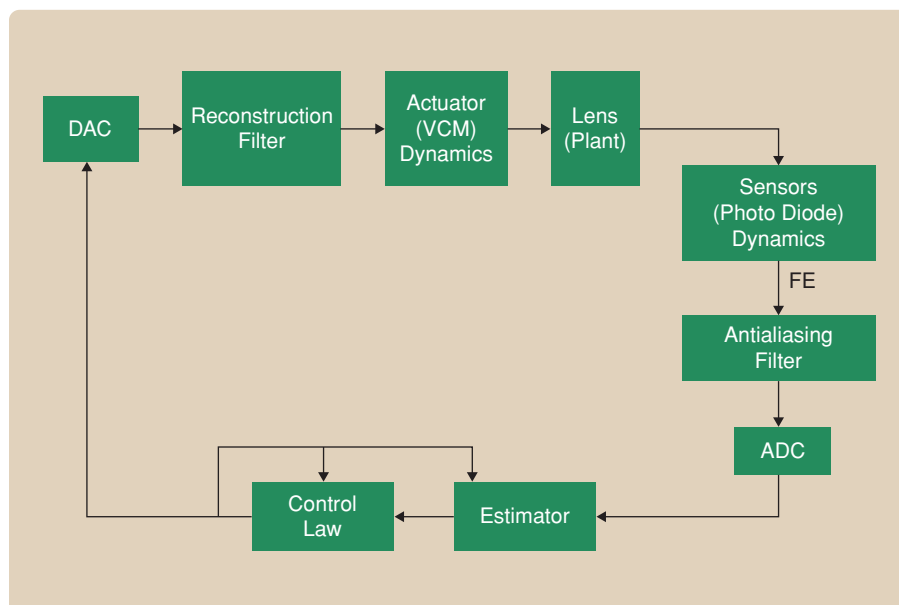 DAC
Reconstruction
Filter
Actuator
(VCM)
Dynamics
Lens
(Plant)
Sensors
(Photo Diode)
Dynamics
FE
Antialiasing
Filter
ADC
Control
Law
Estimator